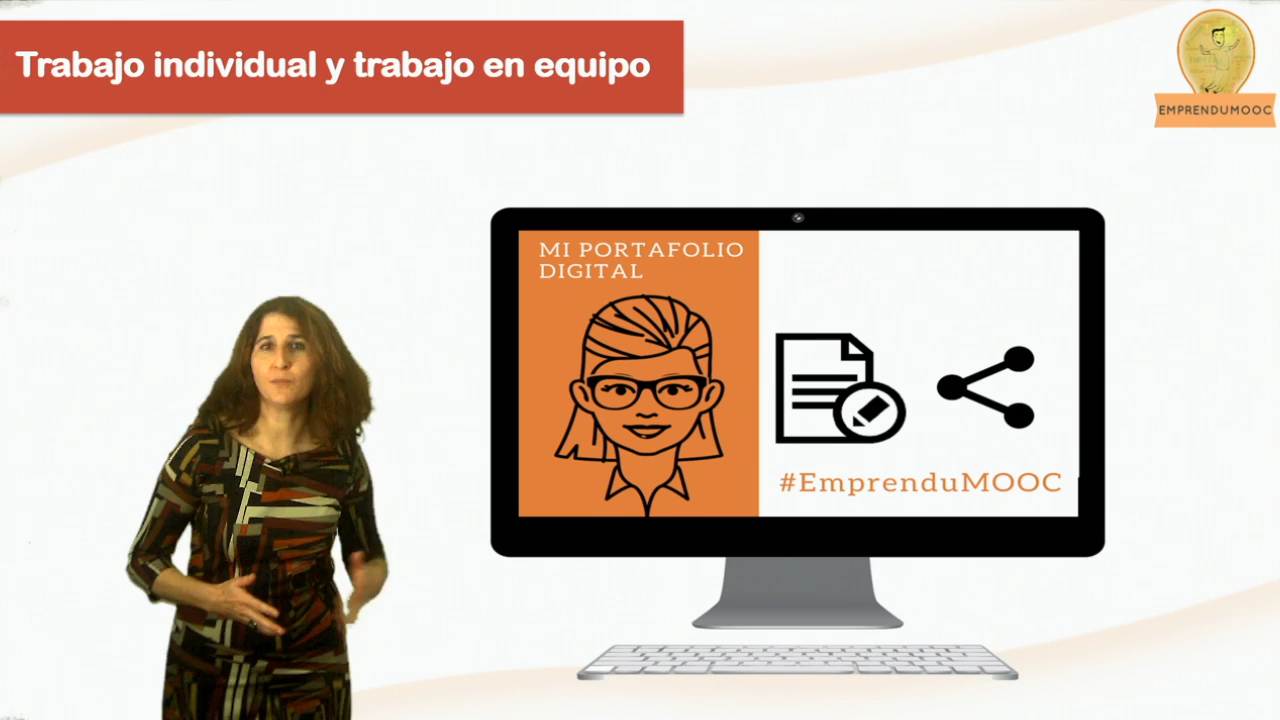 Trabajo individual y trabajo en equipo
EMPRENDUMOOC
MI PORTAFOLIO
DIGITAL
#EmprenduMOOC